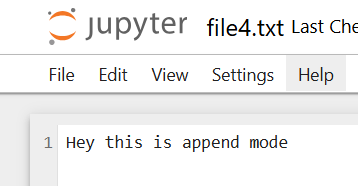 jupyter file4.txt Last Che
File Edit View Settings Help
1 Hey this is append mode